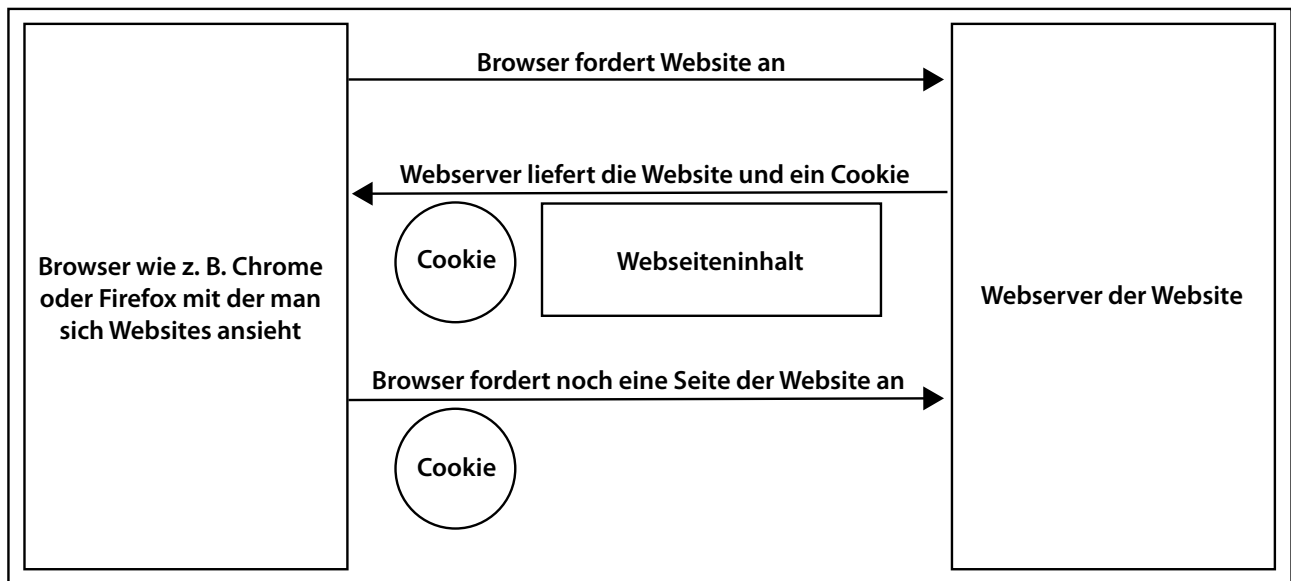 Browser fordert Website an
Webserver liefert die Website und ein Cookie
Cookie
Webseiteninhalt
Browser wie z. B. Chrome
oder Firefox mit der man
sich Websites ansieht
Webserver der Website
Browser fordert noch eine Seite der Website an
Cookie